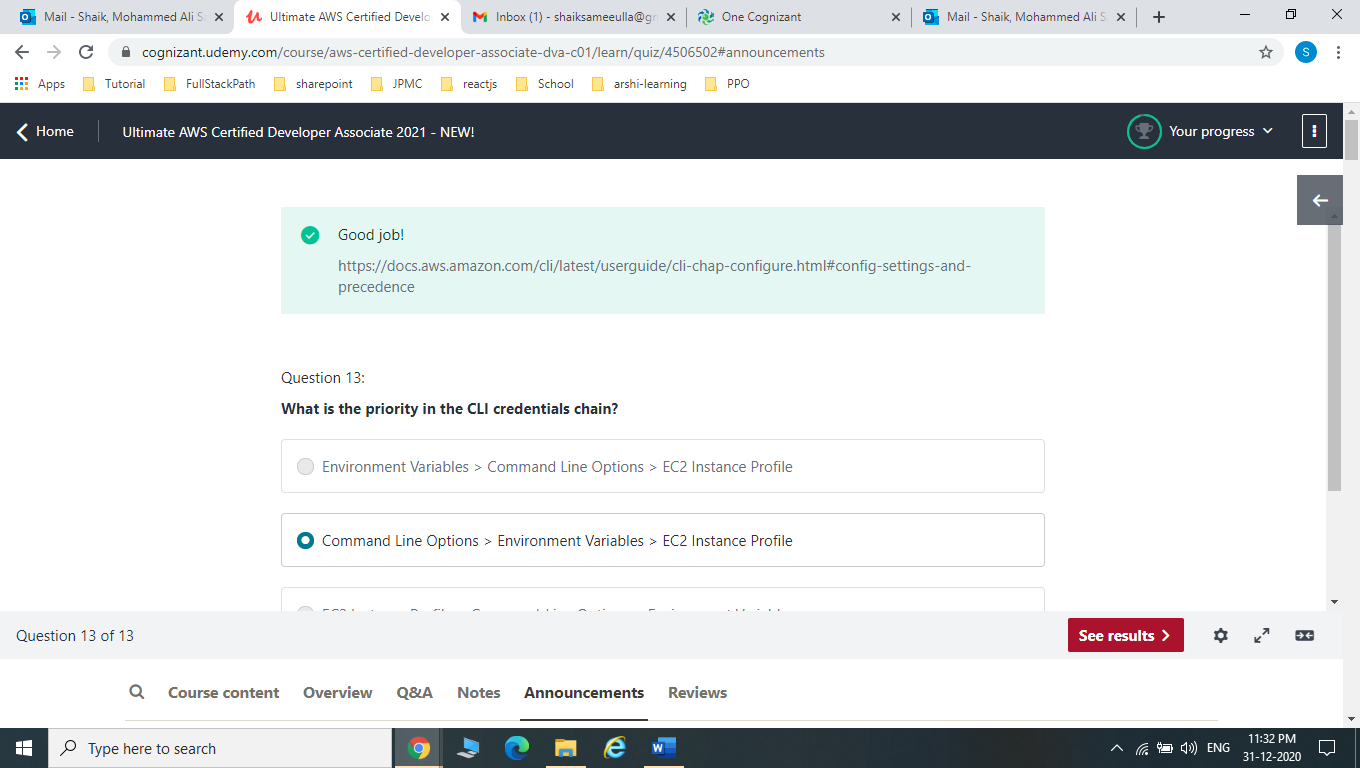 Mail - Shaik, Mohammed Ali S
Ultimate AWS Certified Develo
Inbox (1) - shaiksameeulla@gm
One Cognizant
Mail - Shaik, Mohammed Ali S
cognizant.udemy.com/course/aws-certified-developer-associate-dva-c01/learn/quiz/4506502#announcements
S
Apps
Tutorial
FullStackPath
sharepoint
JPMC
reactjs
School
arshi-learning
PPO
Home
Ultimate AWS Certified Developer Associate 2021 - NEW!
Your progress
Good job!
https://docs.aws.amazon.com/cli/latest/userguide/cli-chap-configure.html#config-settings-and-
precedence
Question 13:
What is the priority in the CLI credentials chain?
Environment Variables > Command Line Options > EC2 Instance Profile
Command Line Options > Environment Variables > EC2 Instance Profile
Question 13 of 13
See results
Course content
Overview
Q&A
Notes
Announcements
Reviews
Type here to search
ENG
11:32 PM
31-12-2020